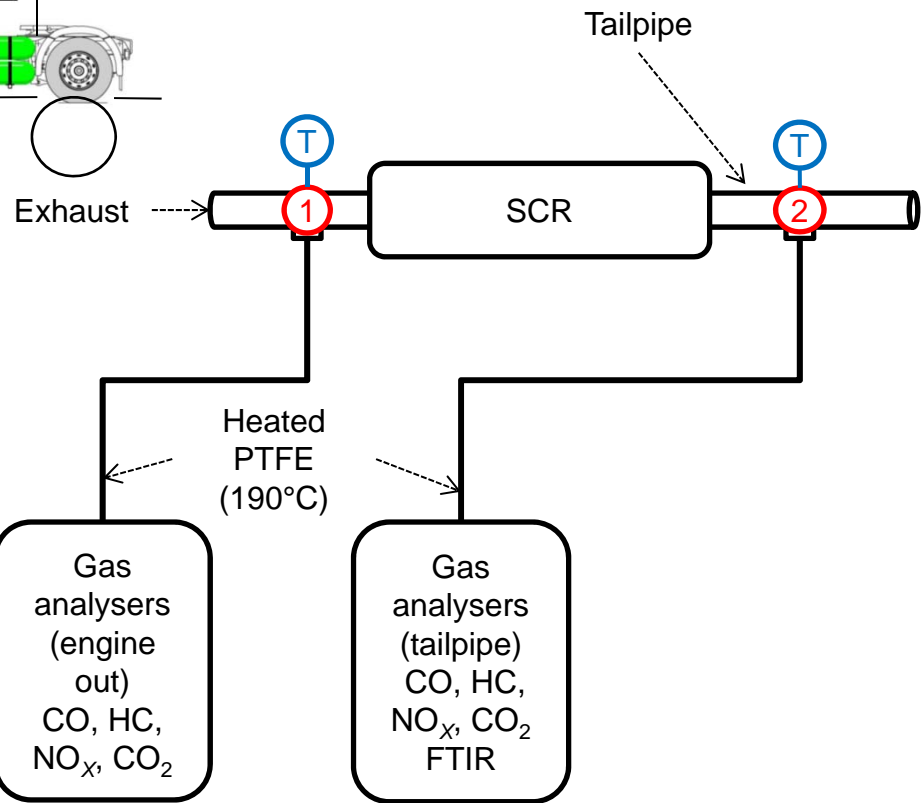 Tailpipe
T
T
Exhaust
1
SCR
2
Heated
PTFE
(190°C)
Gas
analysers
(engine
out)
CO, HC,
NOX, CO2
Gas
analysers
(tailpipe)
CO, HC,
NOX, CO2
FTIR